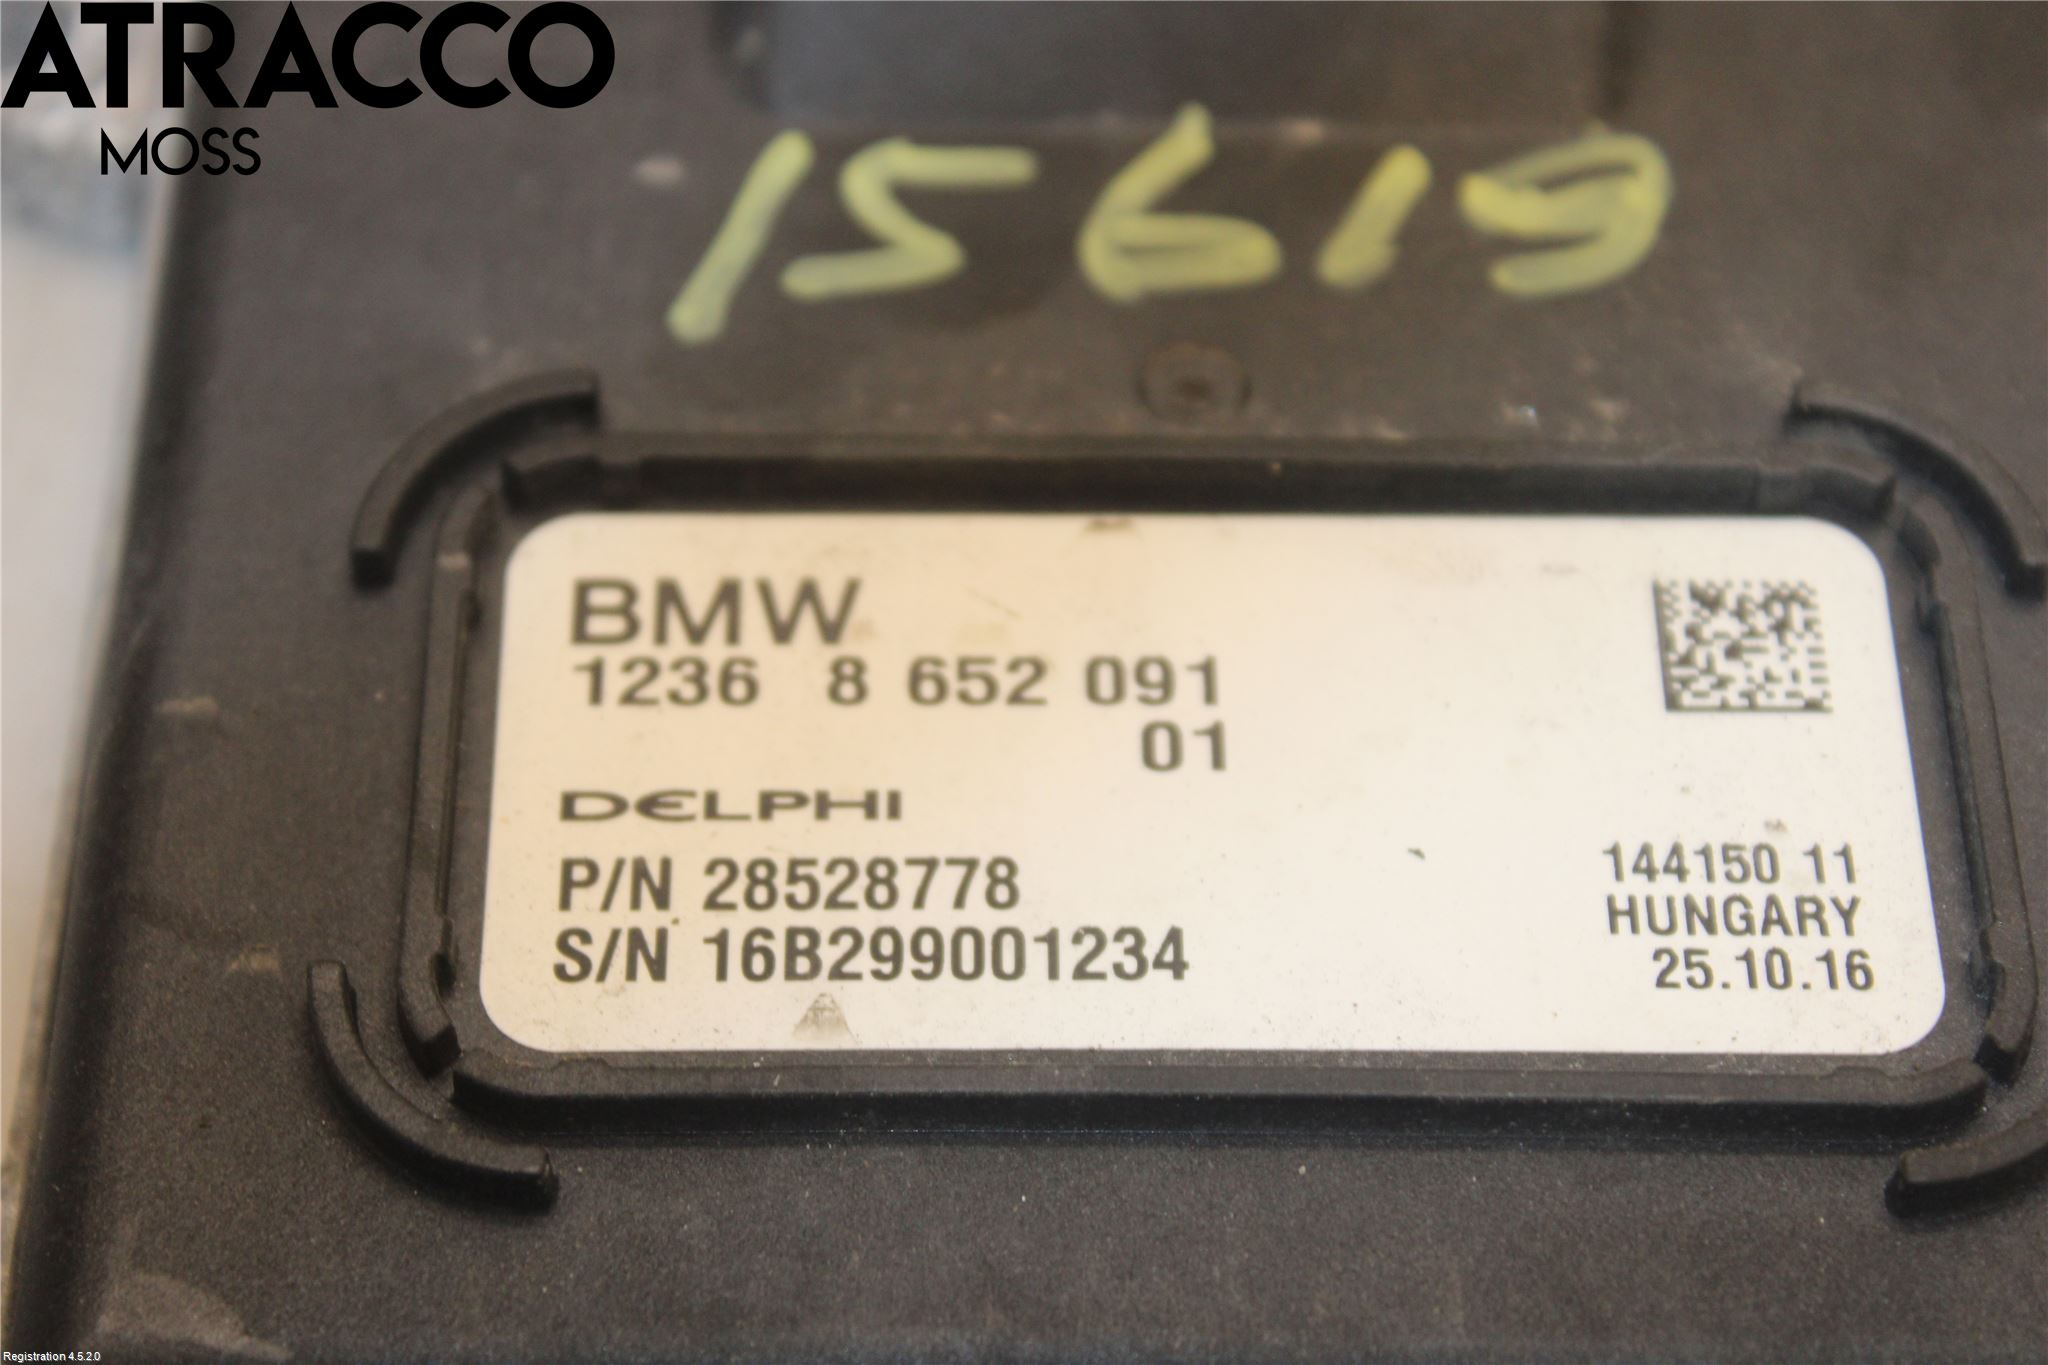 ATRACCO
MOSS
15619
BMW
1236 8 652 091
01
DELPHI
P/N 28528778
S/N 16B299001234
144150 11
HUNGARY
25.10.16
Registration 4.5.2.0